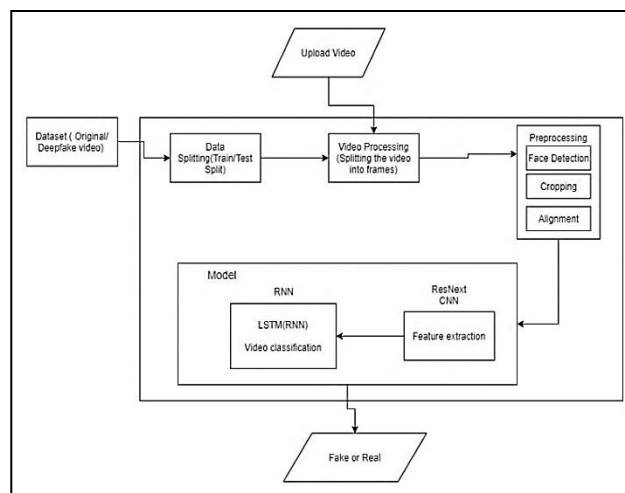 Upload Video
Dataset ( Original/
Deepfake video)
Data
Splitting(Train/Test
Split)
Video Processing
(Splitting the video
into frames)
Preprocessing
Face Detection
Cropping
Alignment
Model
RNN
LSTM(RNN)
Video classification
ResNext
CNN
Feature extraction
Fake or Real